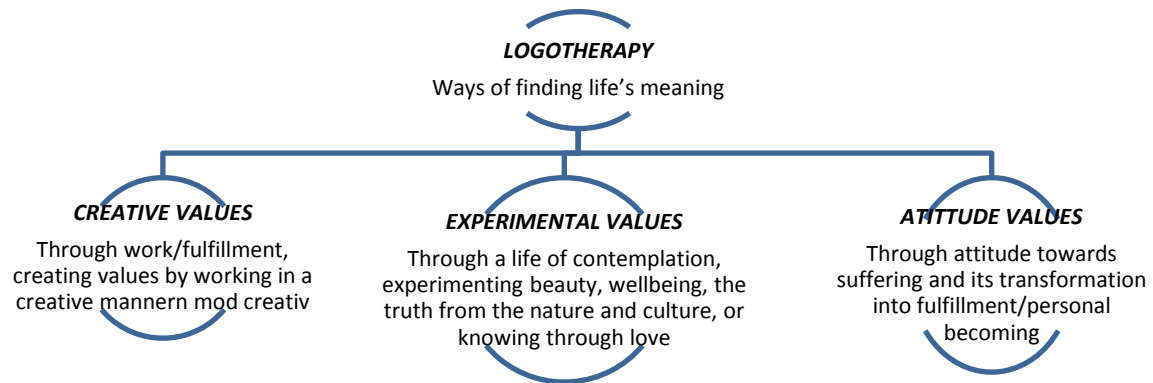 LOGOTHERAPY
Ways of finding life’s meaning
CREATIVE VALUES
Through work/fulfillment,
creating values by working in a
creative mannern mod creativ
EXPERIMENTAL VALUES
Through a life of contemplation,
experimenting beauty, wellbeing, the
truth from the nature and culture, or
knowing through love
ATITTUDE VALUES
Through attitude towards
suffering and its transformation
into fulfillment/personal
becoming